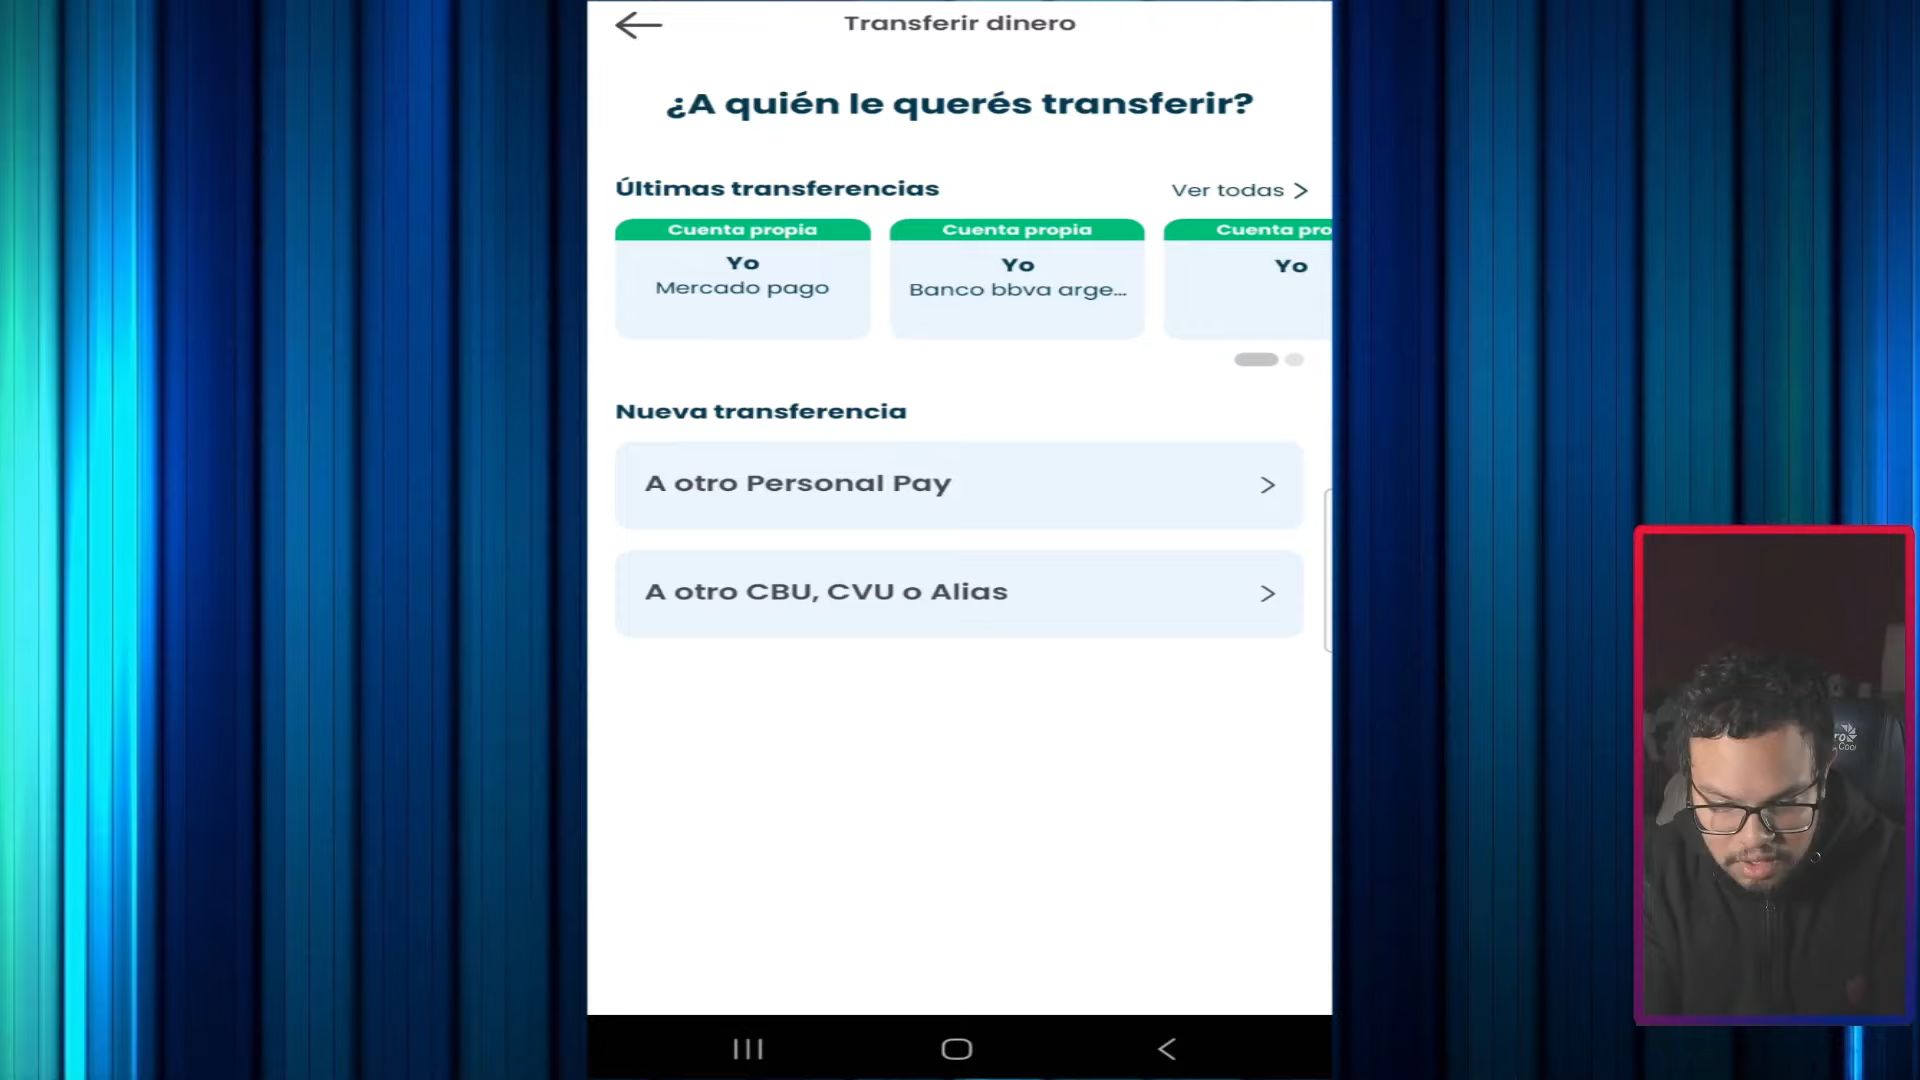 Transferir dinero
¿A quién le querés transferir?
Últimas transferencias
Ver todas
Cuenta propia
Yo
Mercado pago
Cuenta propia
Yo
Banco bbva arge...
Cuenta pro
Yo
Nueva transferencia
A otro Personal Pay
A otro CBU, CVU o Alias